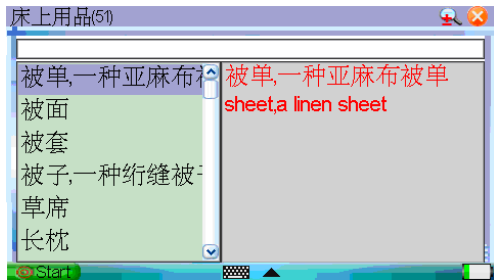 床上用品(51)
被单,一种亚麻布
被面
被套
被子,一种绗缝被
草席
长枕
被单,一种亚麻布被单
sheet,a linen sheet
Start